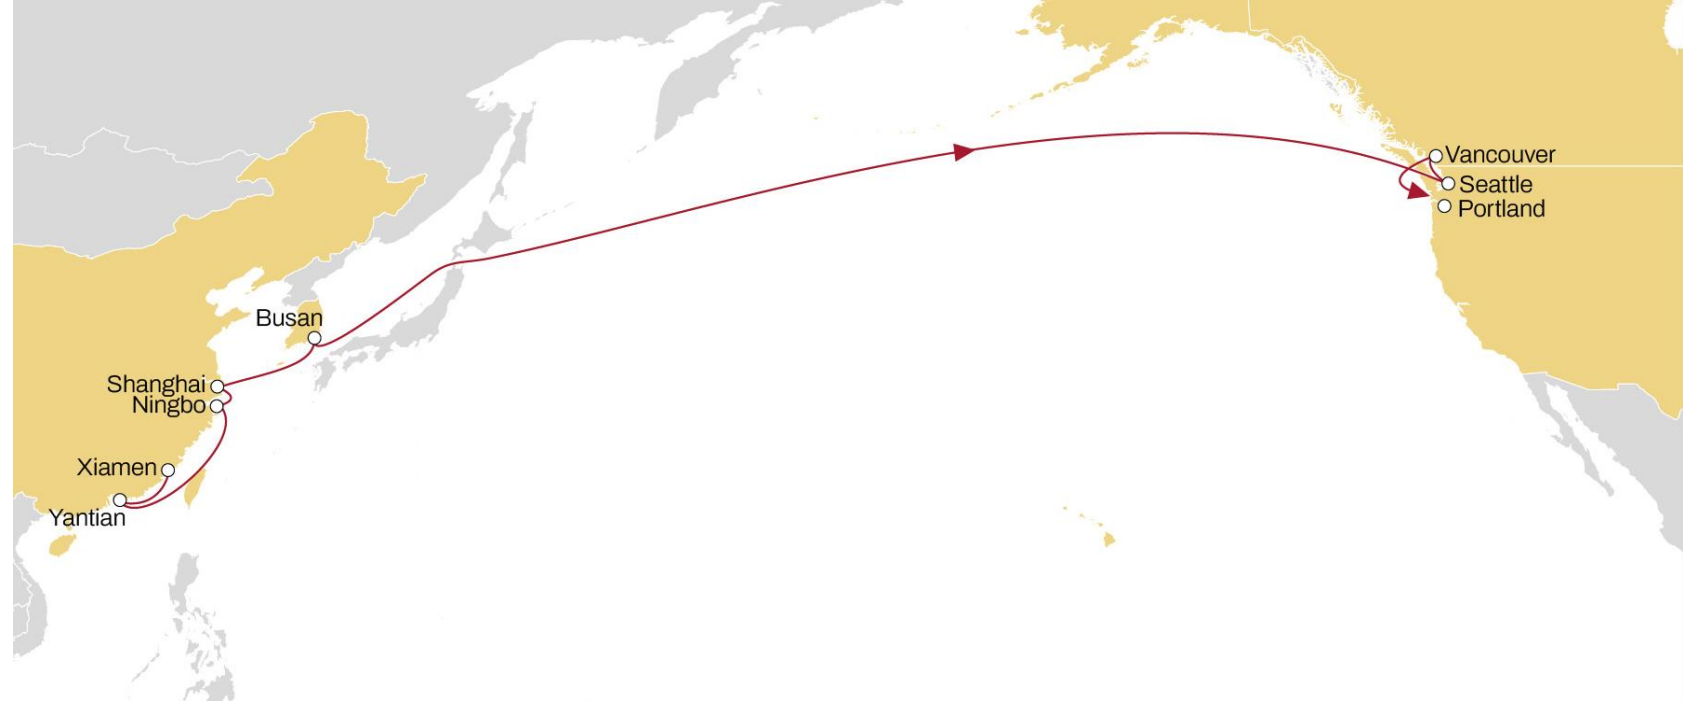 Vancouver
Seattle
Portland
Busan
Shanghai
Ningbo
Xiamen
Yantian